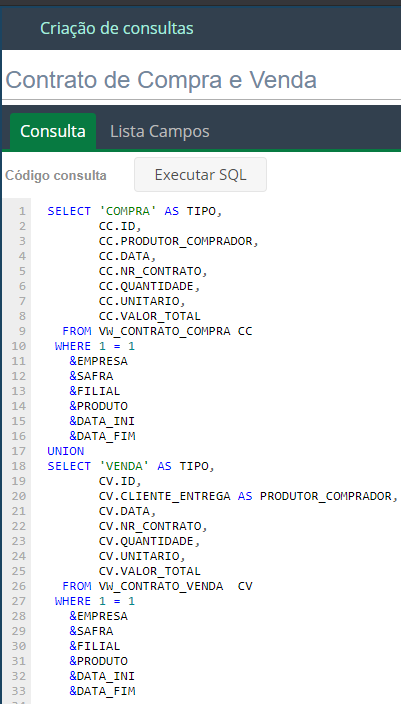 Criação de consultas
Contrato de Compra e Venda
Consulta Lista Campos
Código consulta Executar SQL
1 SELECT 'COMPRA' AS TIPO,
2 CC.ID,
3 CC.PRODUTOR_COMPRADOR,
4 CC.DATA,
5 CC.NR_CONTRATO,
6 CC.QUANTIDADE,
7 CC.UNITARIO,
8 CC.VALOR_TOTAL
9 FROM VW_CONTRATO_COMPRA CC
10 WHERE 1 = 1
11 &EMPRESA
12 &SAFRA
13 &FILIAL
14 &PRODUTO
15 &DATA_INI
16 &DATA_FIM
17 UNION
18 SELECT 'VENDA' AS TIPO,
19 CV.ID,
20 CV.CLIENTE_ENTREGA AS PRODUTOR_COMPRADOR,
21 CV.DATA,
22 CV.NR_CONTRATO,
23 CV.QUANTIDADE,
24 CV.UNITARIO,
25 CV.VALOR_TOTAL
26 FROM VW_CONTRATO_VENDA CV
27 WHERE 1 = 1
28 &EMPRESA
29 &SAFRA
30 &FILIAL
31 &PRODUTO
32 &DATA_INI
33 &DATA_FIM